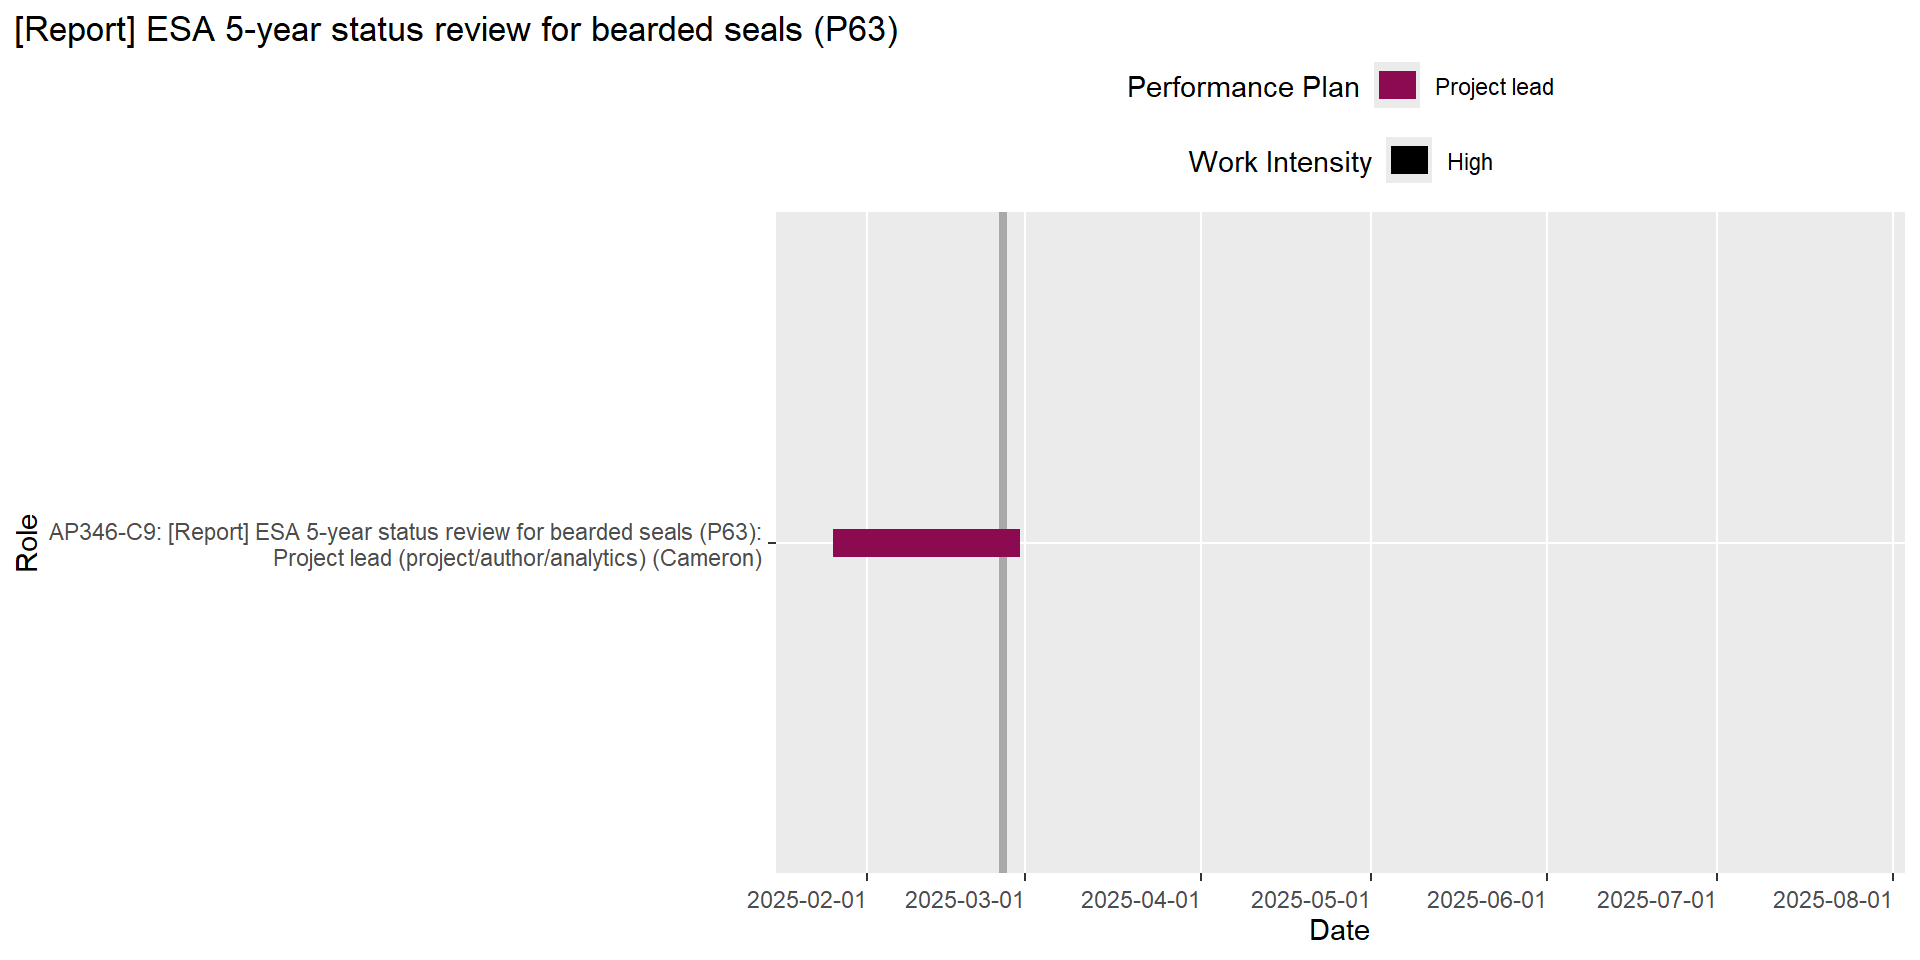 [Report] ESA 5-year status review for bearded seals (P63)
Performance Plan Project lead
Work Intensity High
Role
AP346-C9: [Report] ESA 5-year status review for bearded seals (P63):
Project lead (project/author/analytics) (Cameron)
2025-02-01 2025-03-01 2025-04-01 2025-05-01 2025-06-01 2025-07-01 2025-08-01
Date